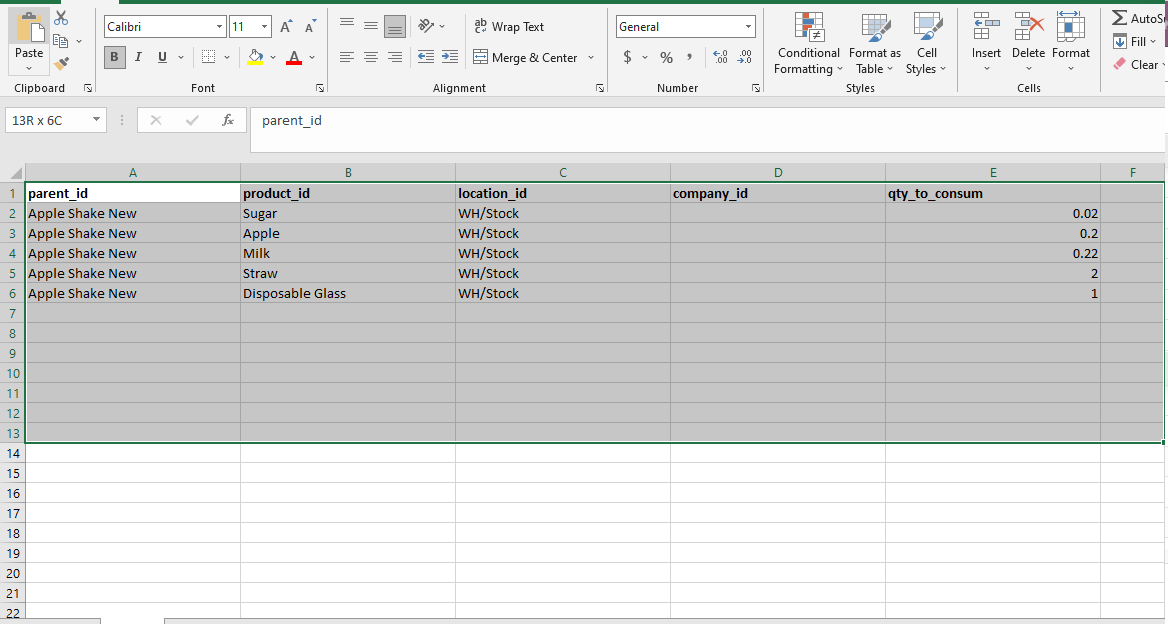 Calibri 11 A A Wrap Text General AutoS
Paste B I U A Merge & Center $ % , Conditional Formatting Format as Table Cell Styles Insert Delete Format Fill
Clear
Clipboard Font Alignment Number Styles Cells
13R x 6C fx parent_id
A B C D E F
1 parent_id product_id location_id company_id qty_to_consum
2 Apple Shake New Sugar WH/Stock 0.02
3 Apple Shake New Apple WH/Stock 0.2
4 Apple Shake New Milk WH/Stock 0.22
5 Apple Shake New Straw WH/Stock 2
6 Apple Shake New Disposable Glass WH/Stock 1
7
8
9
10
11
12
13
14
15
16
17
18
19
20
21
22